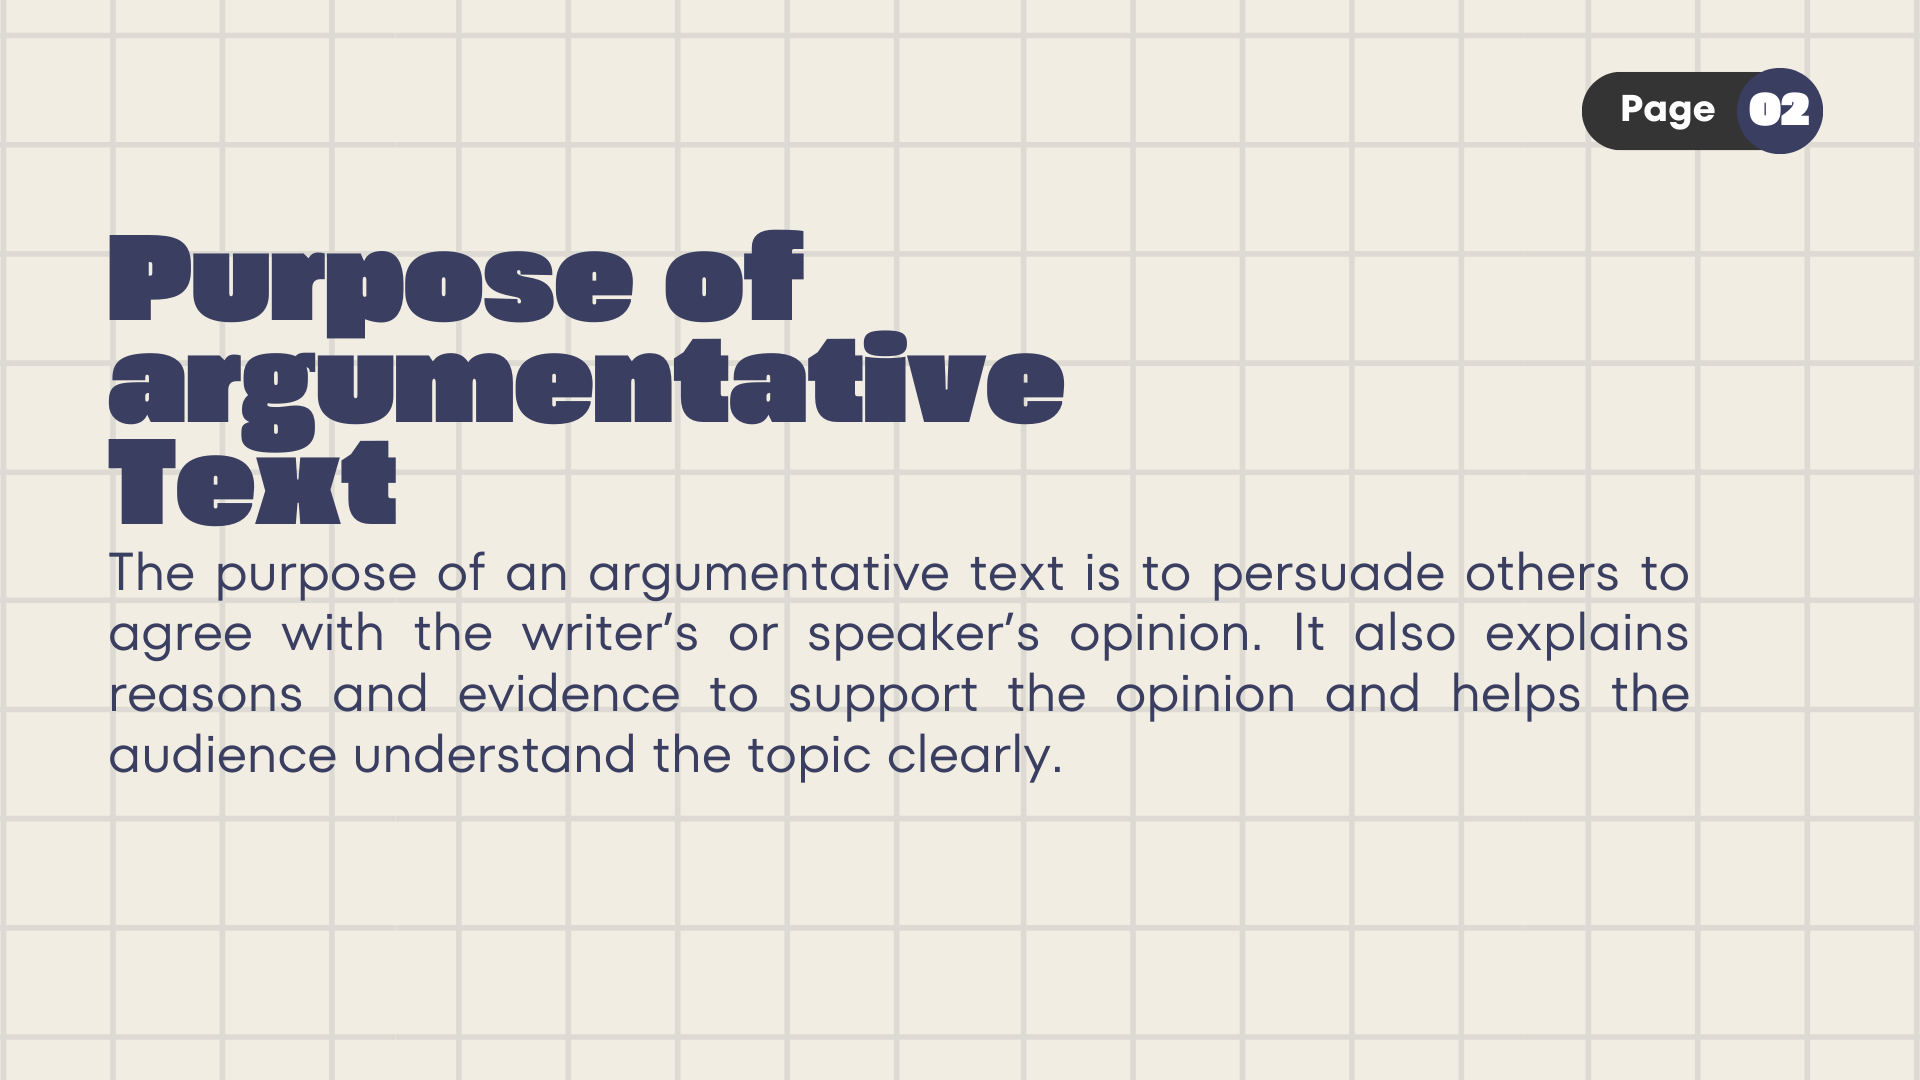 Page 02
Purpose of
argumentative
Text
The purpose of an argumentative text is to persuade others to
agree with the writer’s or speaker’s opinion. It also explains
reasons and evidence to support the opinion and helps the
audience understand the topic clearly.